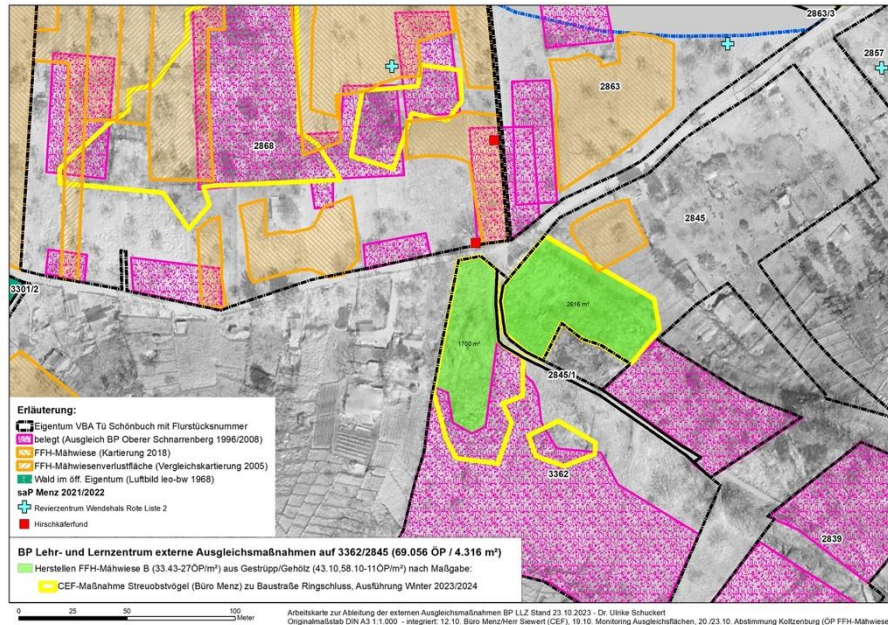 2863/3
2857
2863
2868
2845
3301/2
2616 m²
1700 m²
2845/1
3362
2839
Erläuterung:
Eigentum VBA Tü Schönbuch mit Flurstücksnummer
belegt (Ausgleich BP Oberer Schnarrenberg 1996/2008)
FFH-Mähwiese (Kartierung 2018)
FFH-Mähwiesenverlustfläche (Vergleichskartierung 2005)
Wald im öff. Eigentum (Luftbild leo-bw 1968)
saP Menz 2021/2022
Revierzentrum Wendehals Rote Liste 2
Hirschkäferfund
BP Lehr- und Lernzentrum externe Ausgleichsmaßnahmen auf 3362/2845 (69.056 ÖP / 4.316 m²)
Herstellen FFH-Mähwiese B (33.43-27ÖP/m²) aus Gestrüpp/Gehölz (43.10,58.10-11ÖP/m²) nach Maßgabe:
CEF-Maßnahme Streuobstvögel (Büro Menz) zu Baustraße Ringschluss, Ausführung Winter 2023/2024
0 25 50 100 Meter
Arbeitskarte zur Ableitung der externen Ausgleichsmaßnahmen BP LLZ Stand 23.10.2023 - Dr. Ulrike Schuckert
Originalmaßstab DIN A3 1:1.000 - integriert: 12.10. Büro Menz/Herr Siewert (CEF), 19.10. Monitoring Ausgleichsflächen, 20./23.10. Abstimmung Koltzenburg (ÖP FFH-Mähwiese